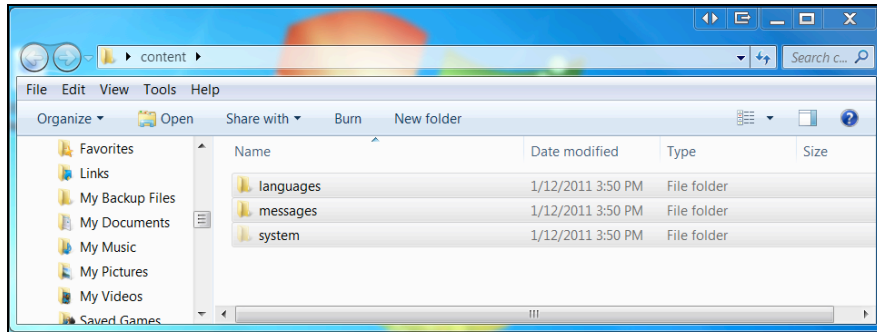 content
Search c...
File Edit View Tools Help
Organize Open Share with Burn New folder
Favorites
Links
My Backup Files
My Documents
My Music
My Pictures
My Videos
Saved Games
Name Date modified Type Size
languages 1/12/2011 3:50 PM File folder
messages 1/12/2011 3:50 PM File folder
system 1/12/2011 3:50 PM File folder